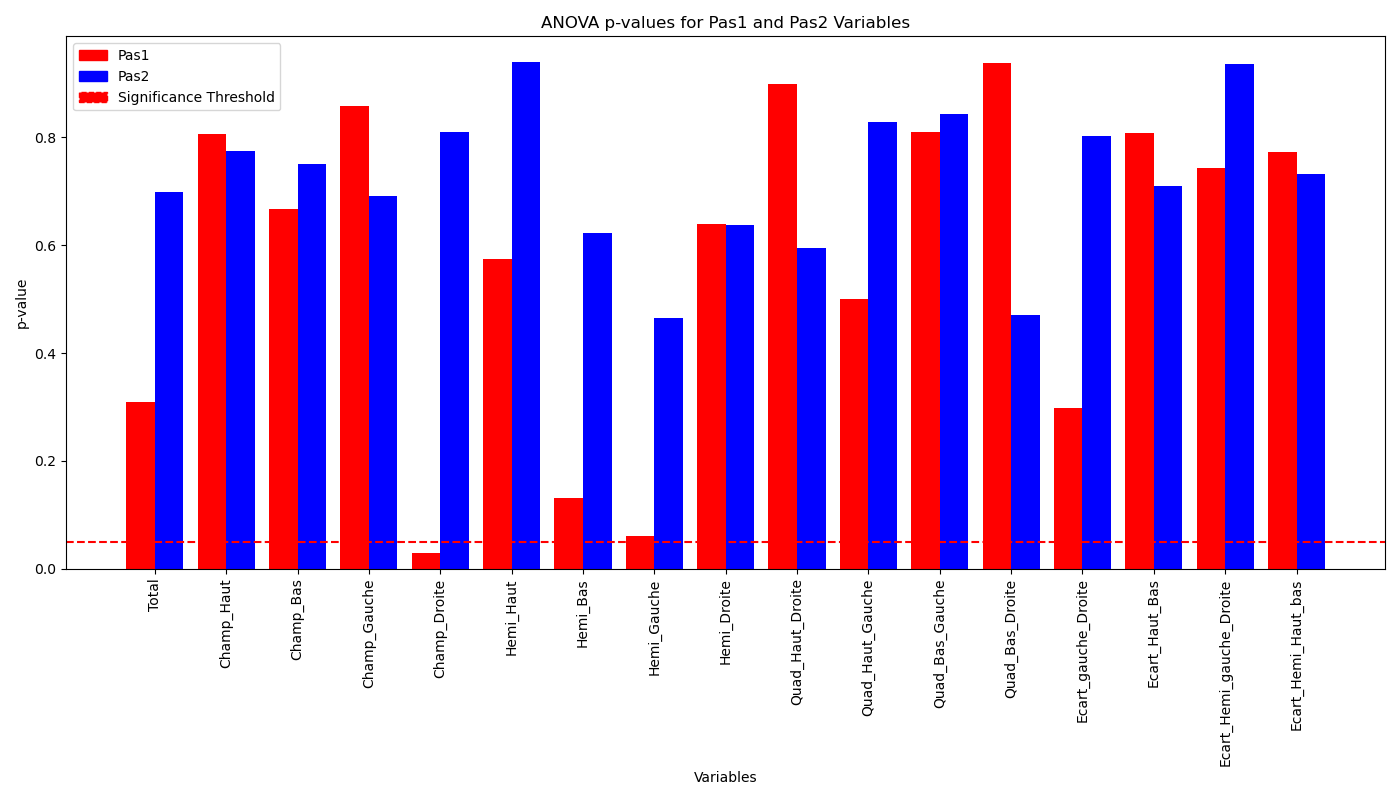 ANOVA p-values for Pas1 and Pas2 Variables
Pas1
Pas2
Significance Threshold
p-value
0.8
0.6
0.4
0.2
0.0
Total
Champ_Haut
Champ_Bas
Champ_Gauche
Champ_Droite
Hemi_Haut
Hemi_Bas
Hemi_Gauche
Hemi_Droite
Quad_Haut_Droite
Quad_Haut_Gauche
Quad_Bas_Gauche
Quad_Bas_Droite
Ecart_gauche_Droite
Ecart_Haut_Bas
Ecart_Hemi_gauche_Droite
Ecart_Hemi_Haut_bas
Variables